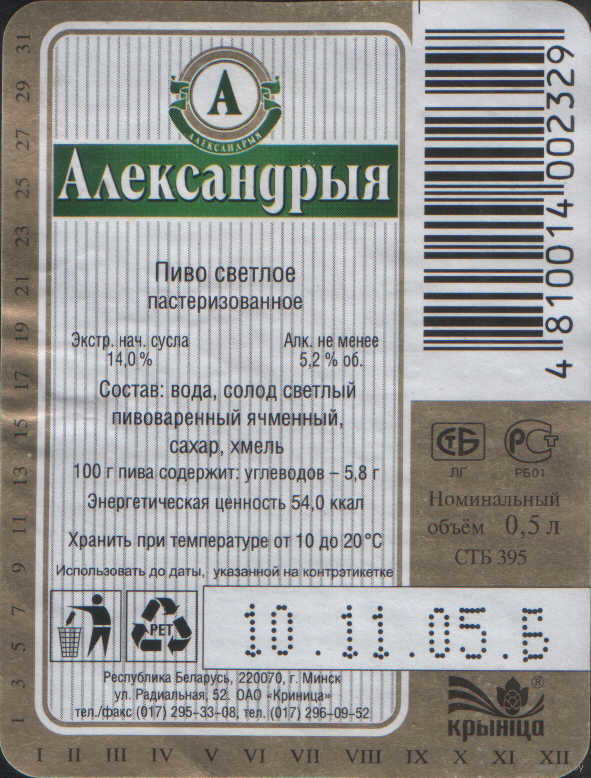 А
АЛЕКСАНДРЫЯ
Александрыя
Пиво светлое
пастеризованное
Экстр. нач. сусла
14,0 %
Алк. не менее
5,2 % об.
Состав: вода, солод светлый
пивоваренный ячменный,
сахар, хмель
100 г пива содержит: углеводов – 5,8 г
Энергетическая ценность 54,0 ккал
Хранить при температуре от 10 до 20°С
Использовать до даты, указанной на контрэтикетке
PET
10.11.05.Б
Республика Беларусь, 220070, г. Минск
ул. Радиальная, 52. ОАО «Криница»
тел./факс (017) 295–33–08, тел. (017) 296–09–52
4 810014 002329
СТБ
ЛГ
РСТ
РБ01
Номинальный
объём 0,5 л
СТБ 395
®
крынiца
31
29
27
25
23
21
19
17
15
13
11
9
7
5
3
1
I II III IV V VI VII VIII IX X XI XII